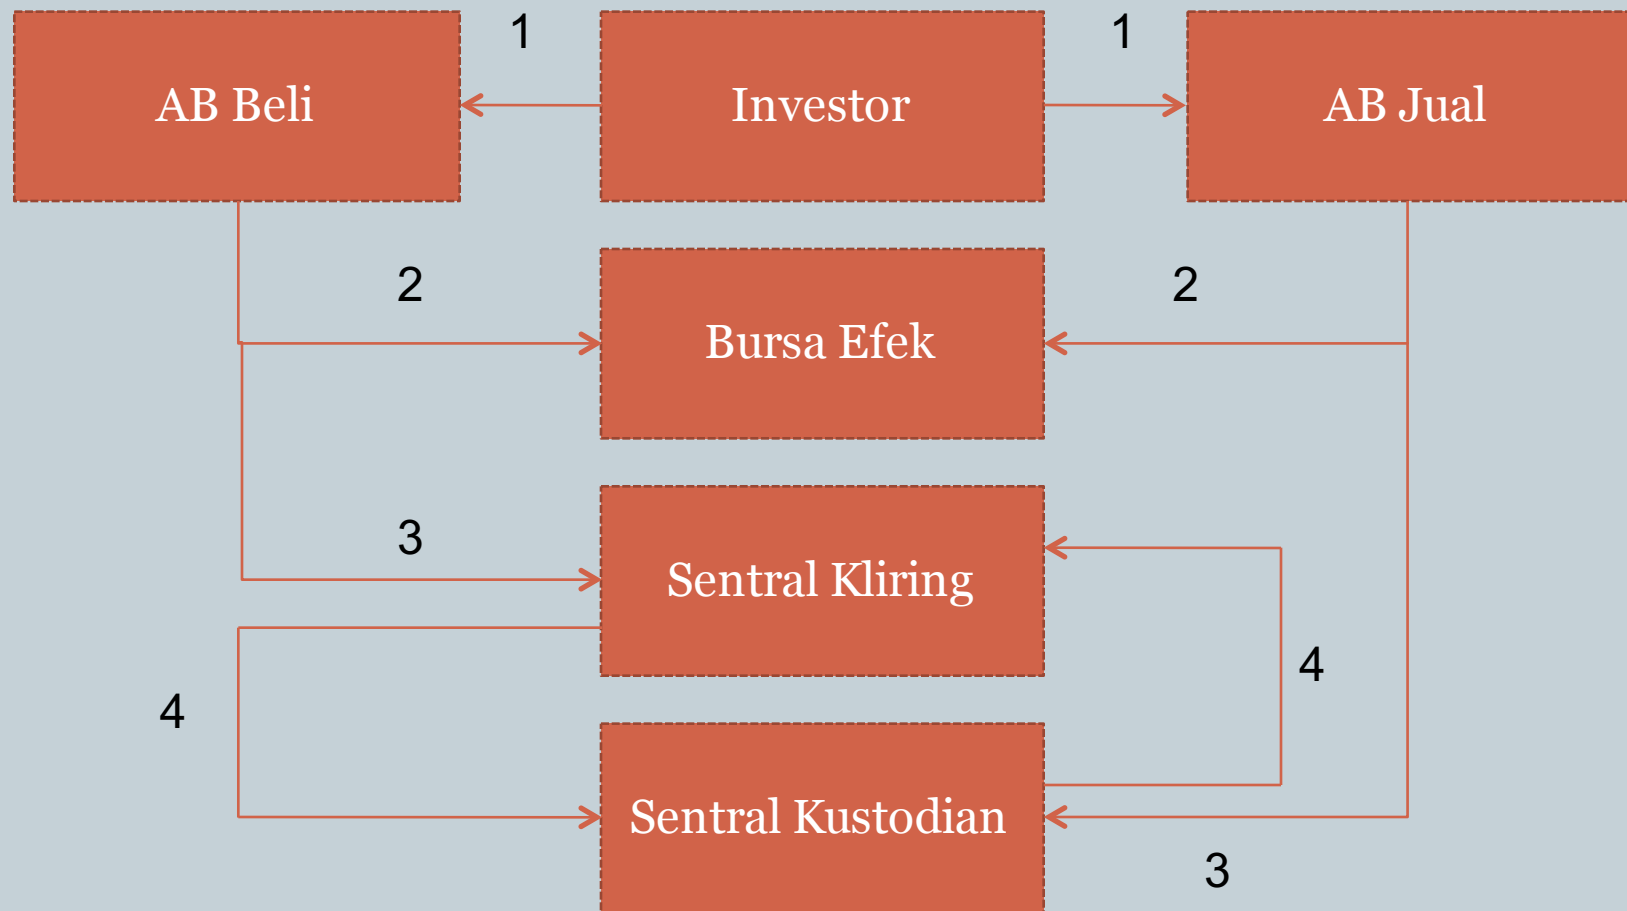 1
1
AB Beli
Investor
AB Jual
2
2
Bursa Efek
3
Sentral Kliring
4
4
Sentral Kustodian
3